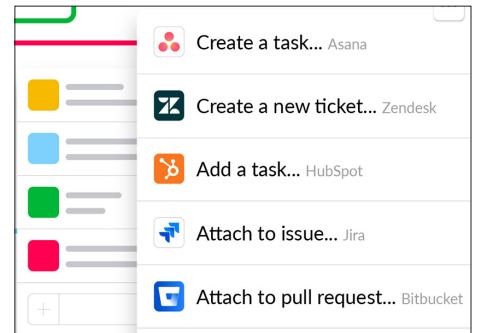 Create a task... Asana
Create a new ticket... Zendesk
Add a task... HubSpot
Attach to issue... Jira
Attach to pull request... Bitbucket